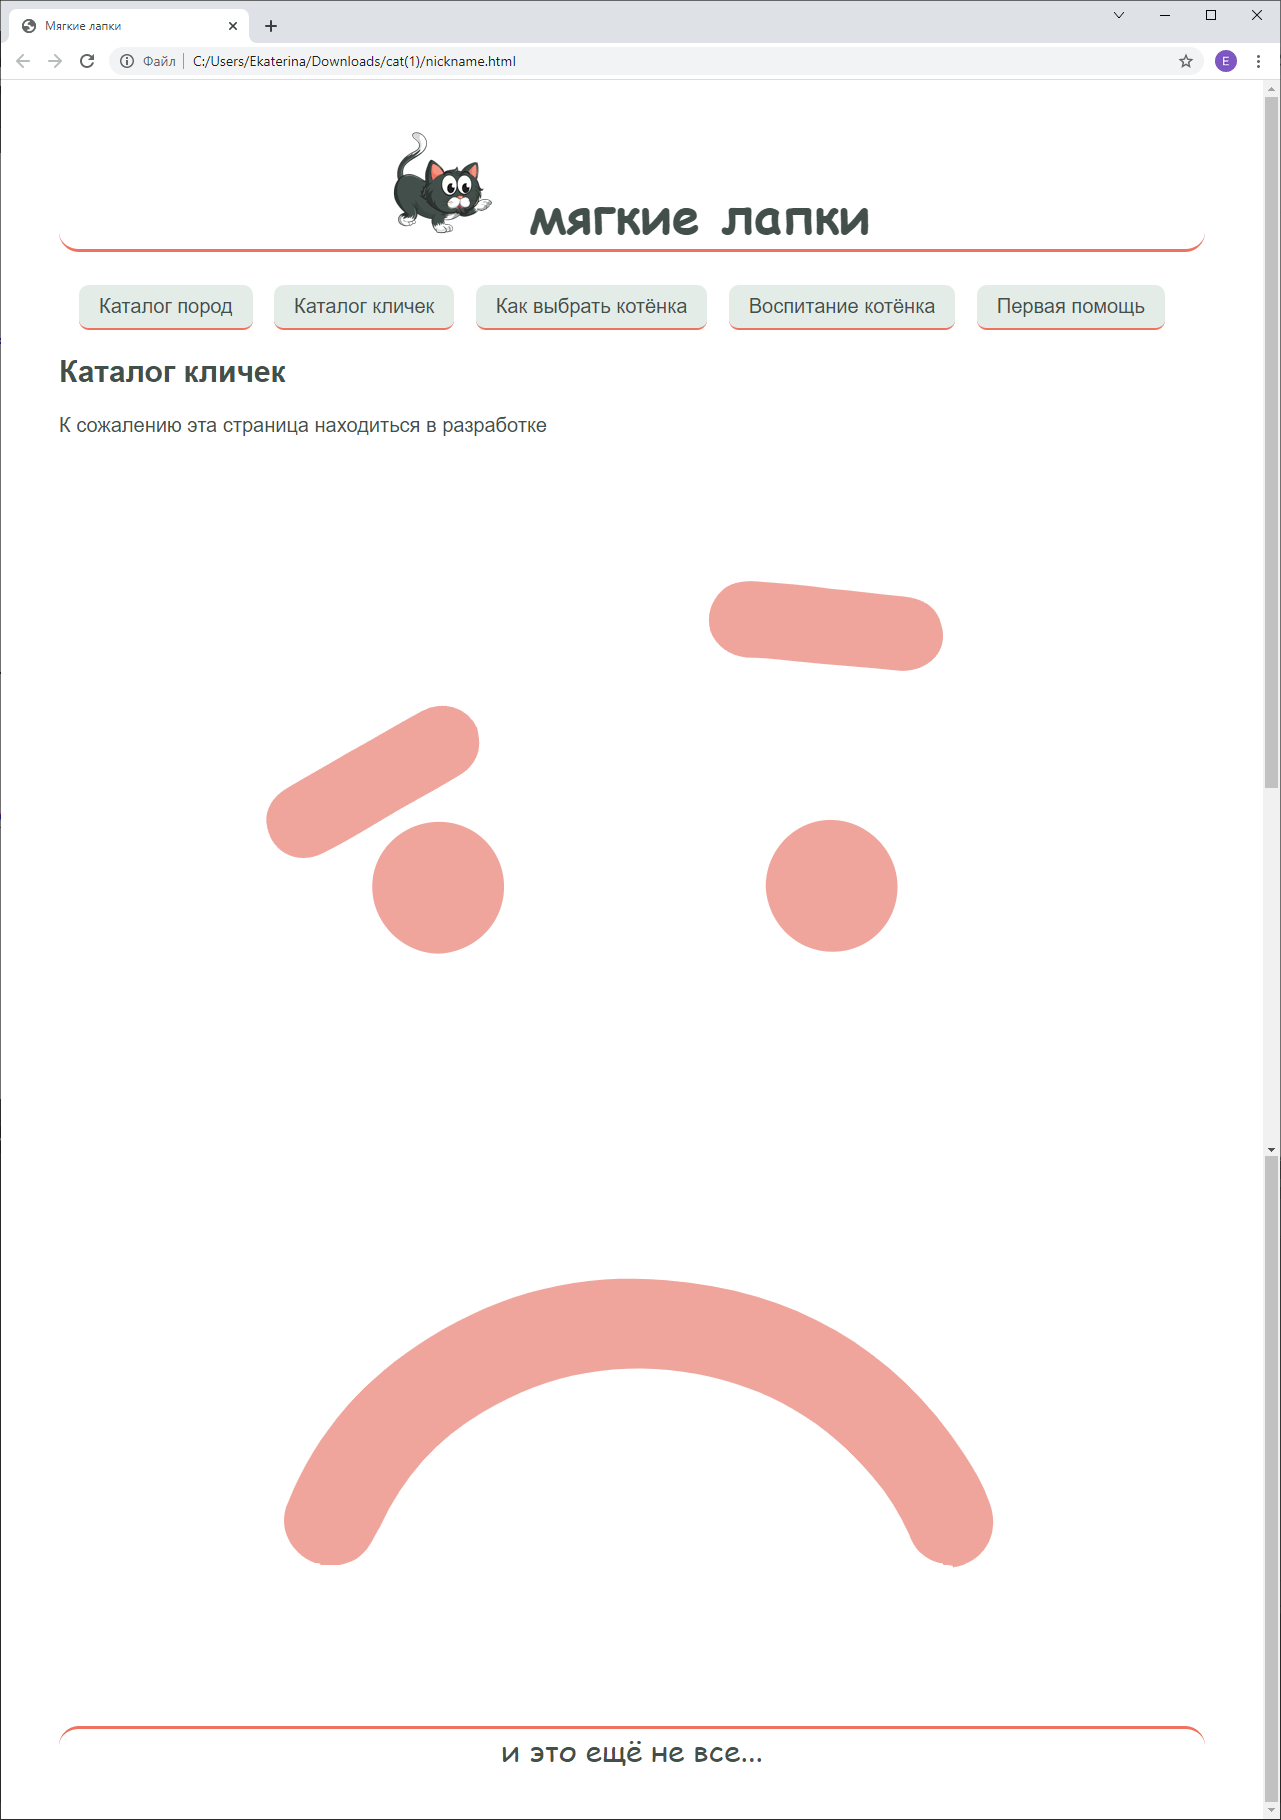 Мягкие лапки
Файл
C:/Users/Ekaterina/Downloads/cat(1)/nickname.html
E
мягкие лапки
Каталог пород
Каталог кличек
Как выбрать котёнка
Воспитание котёнка
Первая помощь
Каталог кличек
К сожалению эта страница находиться в разработке
и это ещё не все...